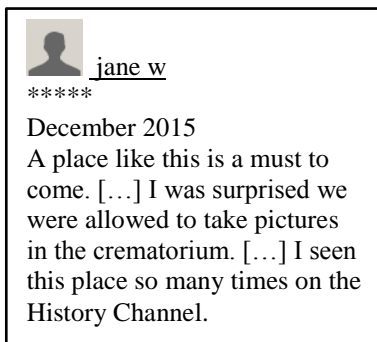 jane w
*****
December 2015
A place like this is a must to
come. […] I was surprised we
were allowed to take pictures
in the crematorium. […] I seen
this place so many times on the
History Channel.